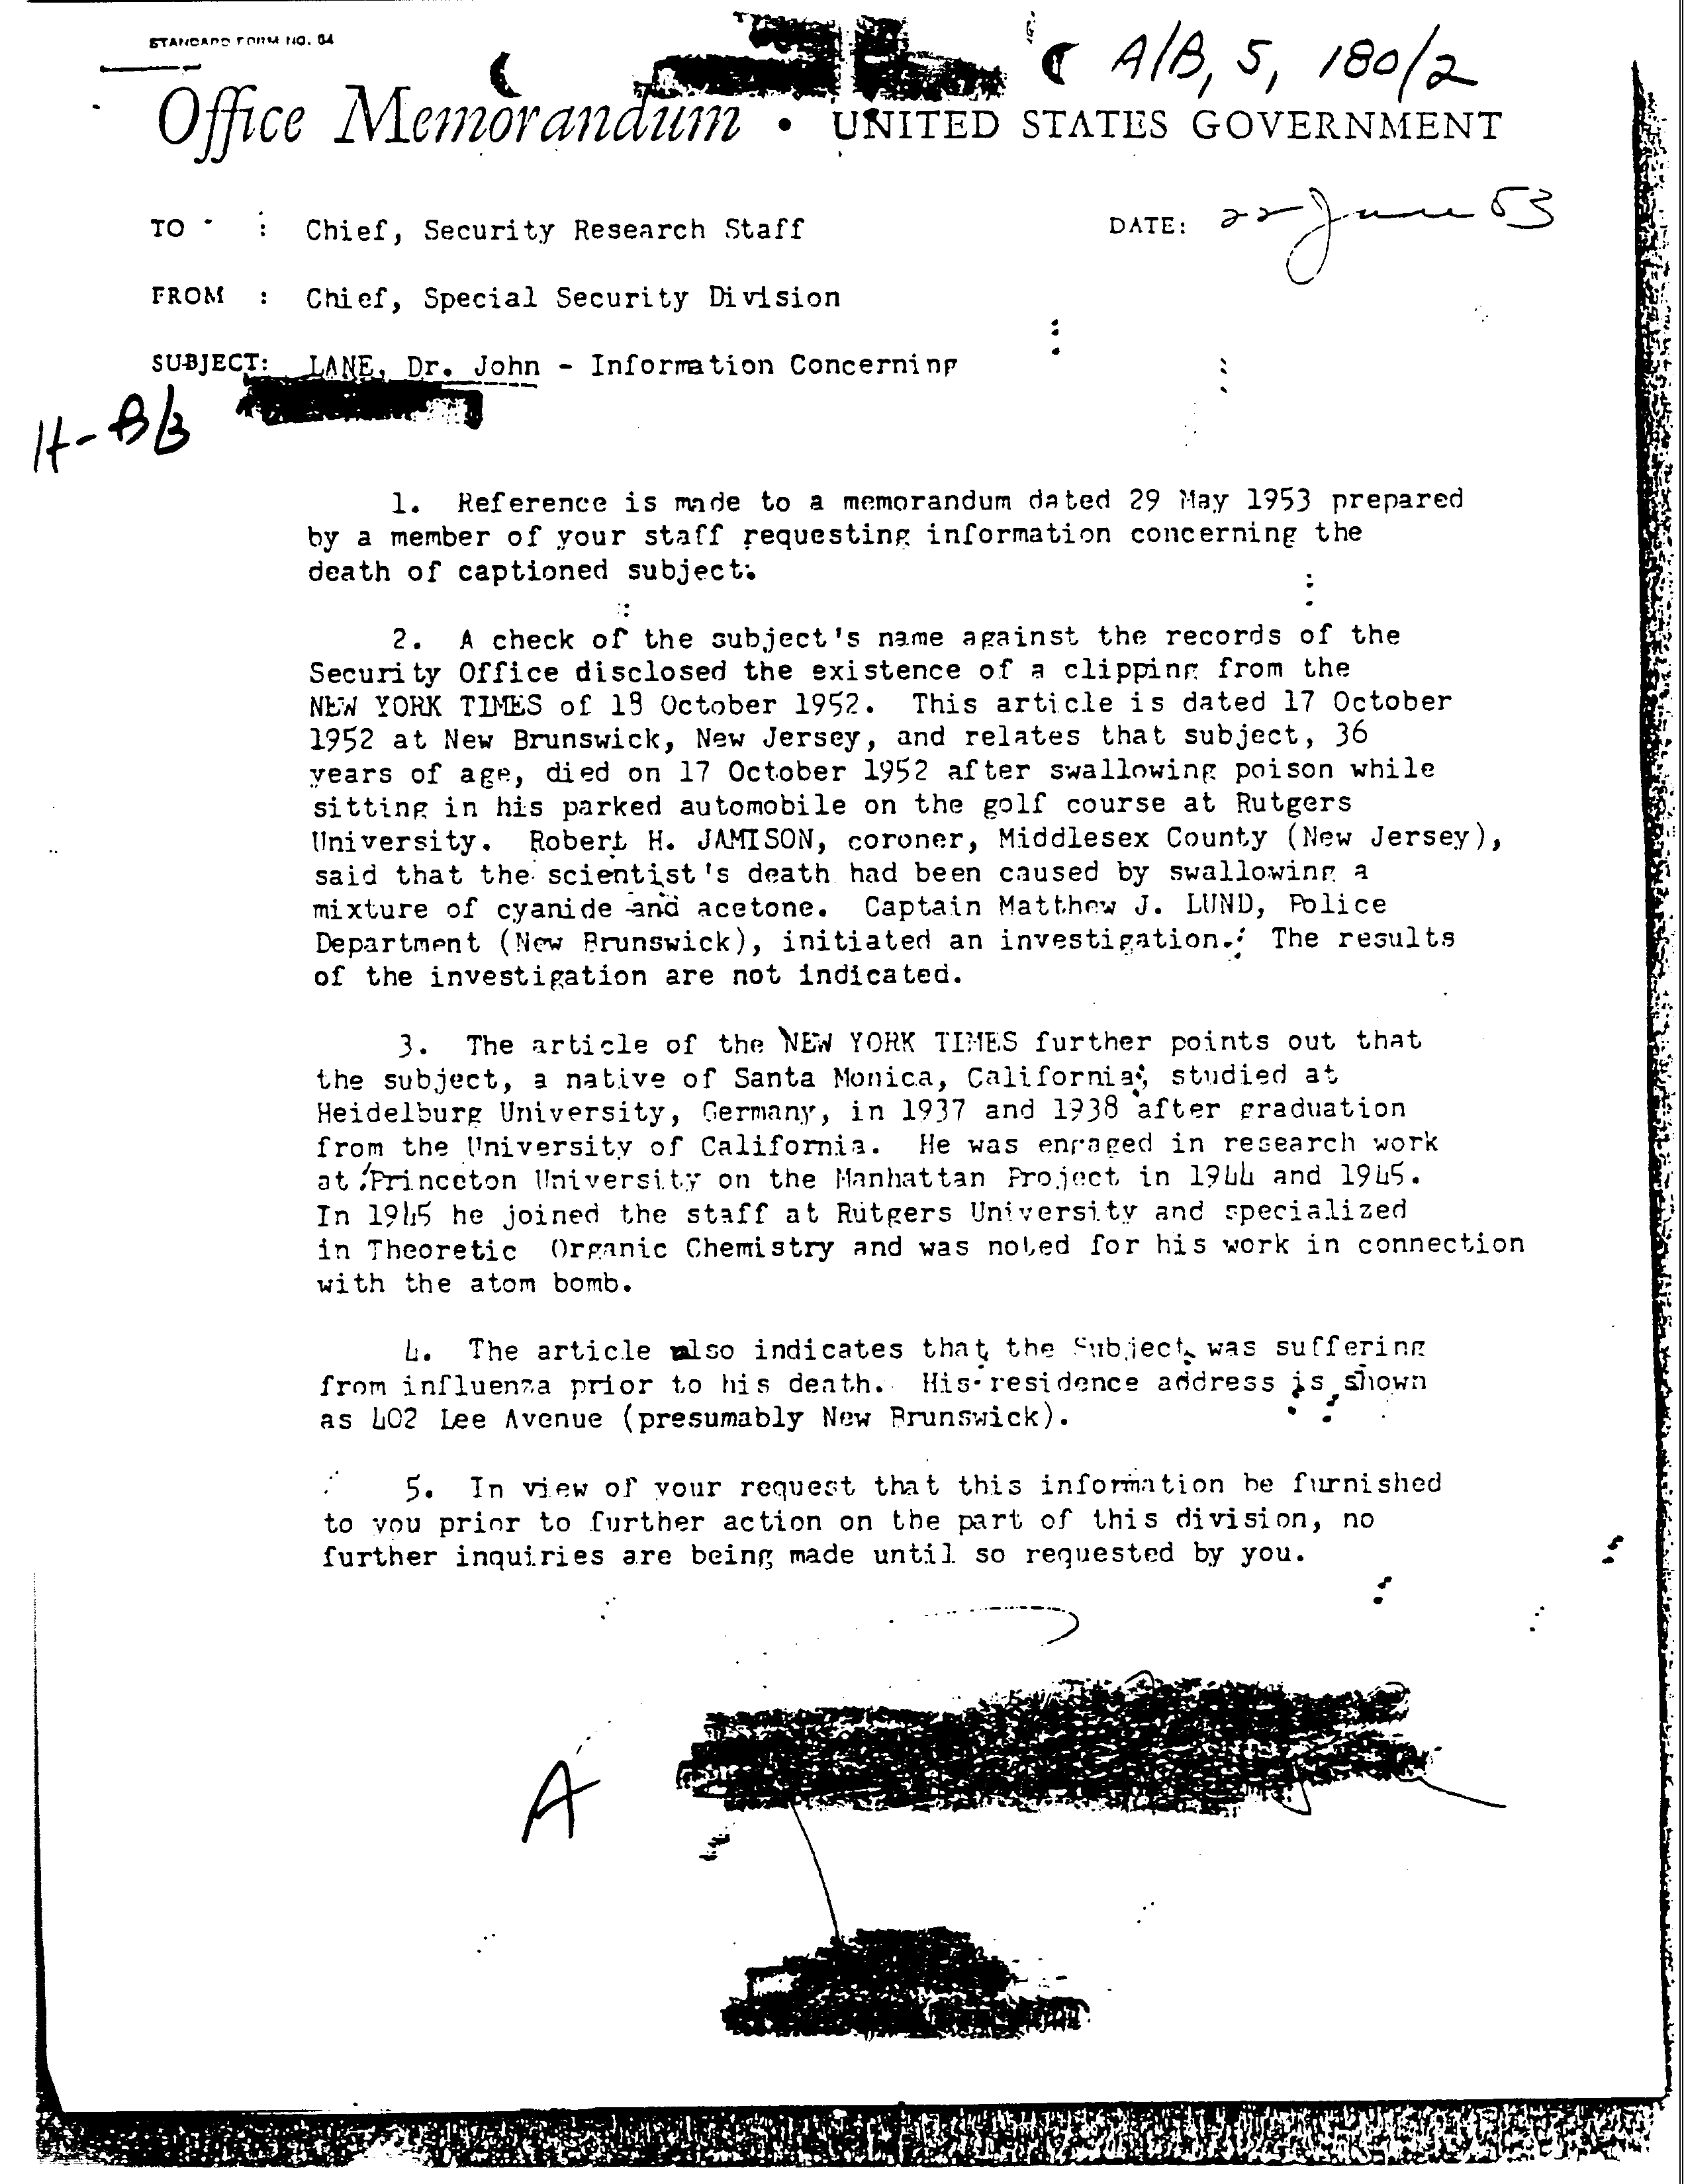 STANDARD FORM NO. 64
A/B, 5, 180/2
Office Memorandum • UNITED STATES GOVERNMENT
TO : Chief, Security Research Staff
DATE: 22 June 53
FROM : Chief, Special Security Division
SUBJECT: LANE, Dr. John - Information Concerning
H-B/3
1. Reference is made to a memorandum dated 29 May 1953 prepared
by a member of your staff requesting information concerning the
death of captioned subject.
2. A check of the subject's name against the records of the
Security Office disclosed the existence of a clipping from the
NEW YORK TIMES of 18 October 1952. This article is dated 17 October
1952 at New Brunswick, New Jersey, and relates that subject, 36
years of age, died on 17 October 1952 after swallowing poison while
sitting in his parked automobile on the golf course at Rutgers
University. Robert H. JAMISON, coroner, Middlesex County (New Jersey),
said that the scientist's death had been caused by swallowing a
mixture of cyanide and acetone. Captain Matthew J. LUND, Police
Department (New Brunswick), initiated an investigation. The results
of the investigation are not indicated.
3. The article of the NEW YORK TIMES further points out that
the subject, a native of Santa Monica, California, studied at
Heidelburg University, Germany, in 1937 and 1938 after graduation
from the University of California. He was engaged in research work
at Princeton University on the Manhattan Project in 1944 and 1945.
In 1945 he joined the staff at Rutgers University and specialized
in Theoretic Organic Chemistry and was noted for his work in connection
with the atom bomb.
4. The article also indicates that the Subject was suffering
from influenza prior to his death. His residence address is shown
as 402 Lee Avenue (presumably New Brunswick).
5. In view of your request that this information be furnished
to you prior to further action on the part of this division, no
further inquiries are being made until so requested by you.
A